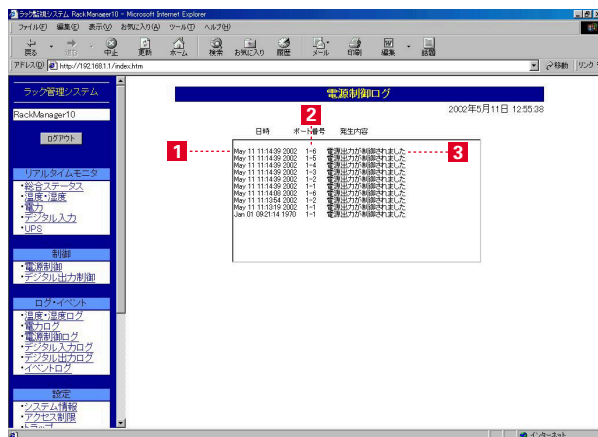 ラック監視システム RackManager10 - Microsoft Internet Explorer
ファイル(F) 編集(E) 表示(V) お気に入り(A) ツール(T) ヘルプ(H)
戻る 進む 中止 更新 ホーム 検索 お気に入り 履歴 メール 印刷 編集 話題
アドレス(D) http://192.168.1.1/index.htm 移動 リンク
ラック管理システム
RackManager10
ログアウト
リアルタイムモニタ
・総合ステータス
・温度・湿度
・電力
・デジタル入力
・UPS
制御
・電源制御
・デジタル出力制御
ログ・イベント
・温度・湿度ログ
・電力ログ
・電源制御ログ
・デジタル入力ログ
・デジタル出力ログ
・イベントログ
設定
・システム情報
・アクセス制限
・トラップ
電源制御ログ
2002年5月11日 12:55:38
日時 ポート番号 発生内容
1
2
3
May 11 11:14:39 2002 1-6 電源出力が制御されました
May 11 11:14:39 2002 1-5 電源出力が制御されました
May 11 11:14:39 2002 1-4 電源出力が制御されました
May 11 11:14:39 2002 1-3 電源出力が制御されました
May 11 11:14:39 2002 1-2 電源出力が制御されました
May 11 11:14:39 2002 1-1 電源出力が制御されました
May 11 11:14:08 2002 1-6 電源出力が制御されました
May 11 11:13:54 2002 1-2 電源出力が制御されました
May 11 11:13:19 2002 1-1 電源出力が制御されました
Jan 01 09:21:14 1970 1-1 電源出力が制御されました
インターネット